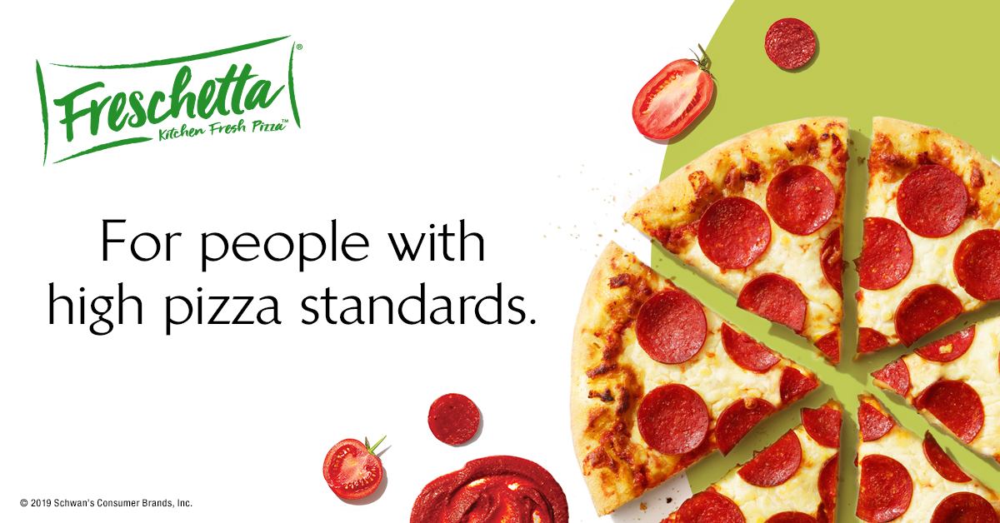 Freschetta®
Kitchen Fresh Pizza™
For people with
high pizza standards.
© 2019 Schwan's Consumer Brands, Inc.